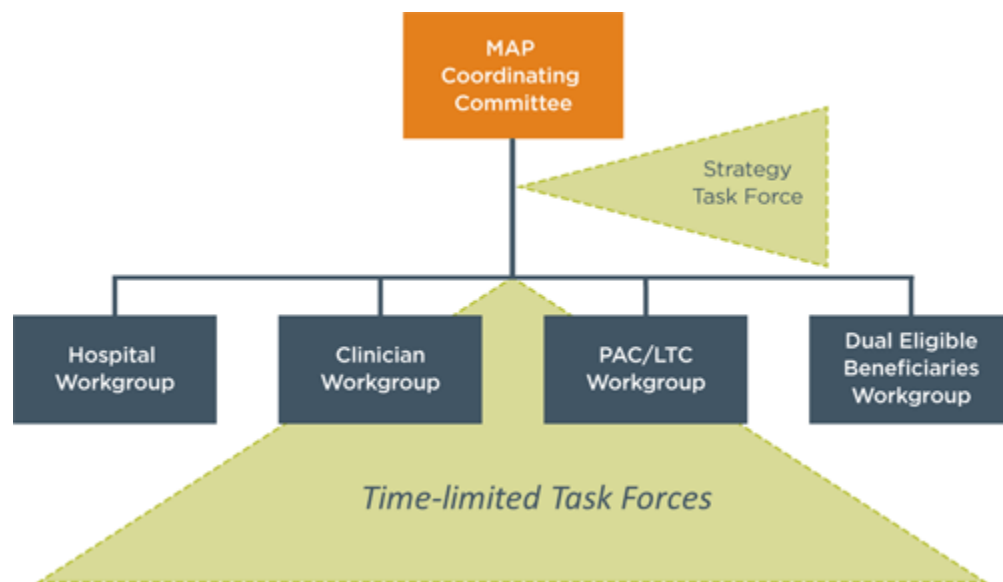 MAP
Coordinating
Committee
Strategy
Task Force
Hospital
Workgroup
Clinician
Workgroup
PAC/LTC
Workgroup
Dual Eligible
Beneficiaries
Workgroup
Time-limited Task Forces